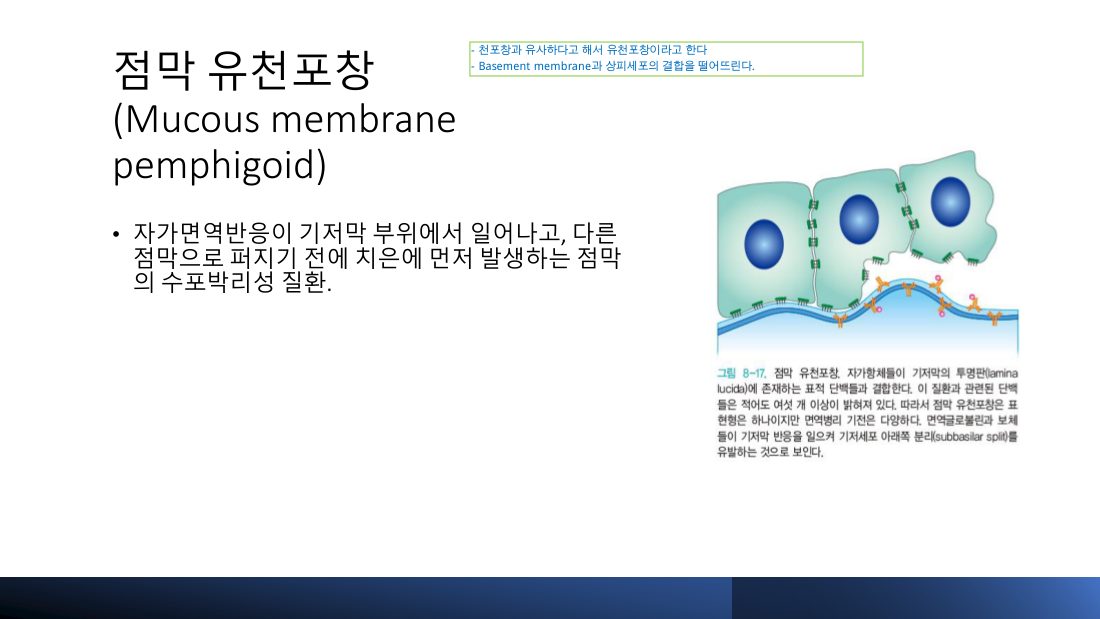 점막 유천포창
(Mucous membrane
pemphigoid)
- 천포창과 유사하다고 해서 유천포창이라고 한다
- Basement membrane과 상피세포의 결합을 떨어뜨린다.
• 자가면역반응이 기저막 부위에서 일어나고, 다른
점막으로 퍼지기 전에 치은에 먼저 발생하는 점막
의 수포박리성 질환.
그림 8-17. 점막 유천포창. 자가항체들이 기저막의 투명판(lamina
lucida)에 존재하는 표적 단백들과 결합한다. 이 질환과 관련된 단백
들은 적어도 여섯 개 이상이 밝혀져 있다. 따라서 점막 유천포창은 표
현형은 하나이지만 면역병리 기전은 다양하다. 면역글로불린과 보체
들이 기저막 반응을 일으켜 기저세포 아래쪽 분리(subbasilar split)를
유발하는 것으로 보인다.